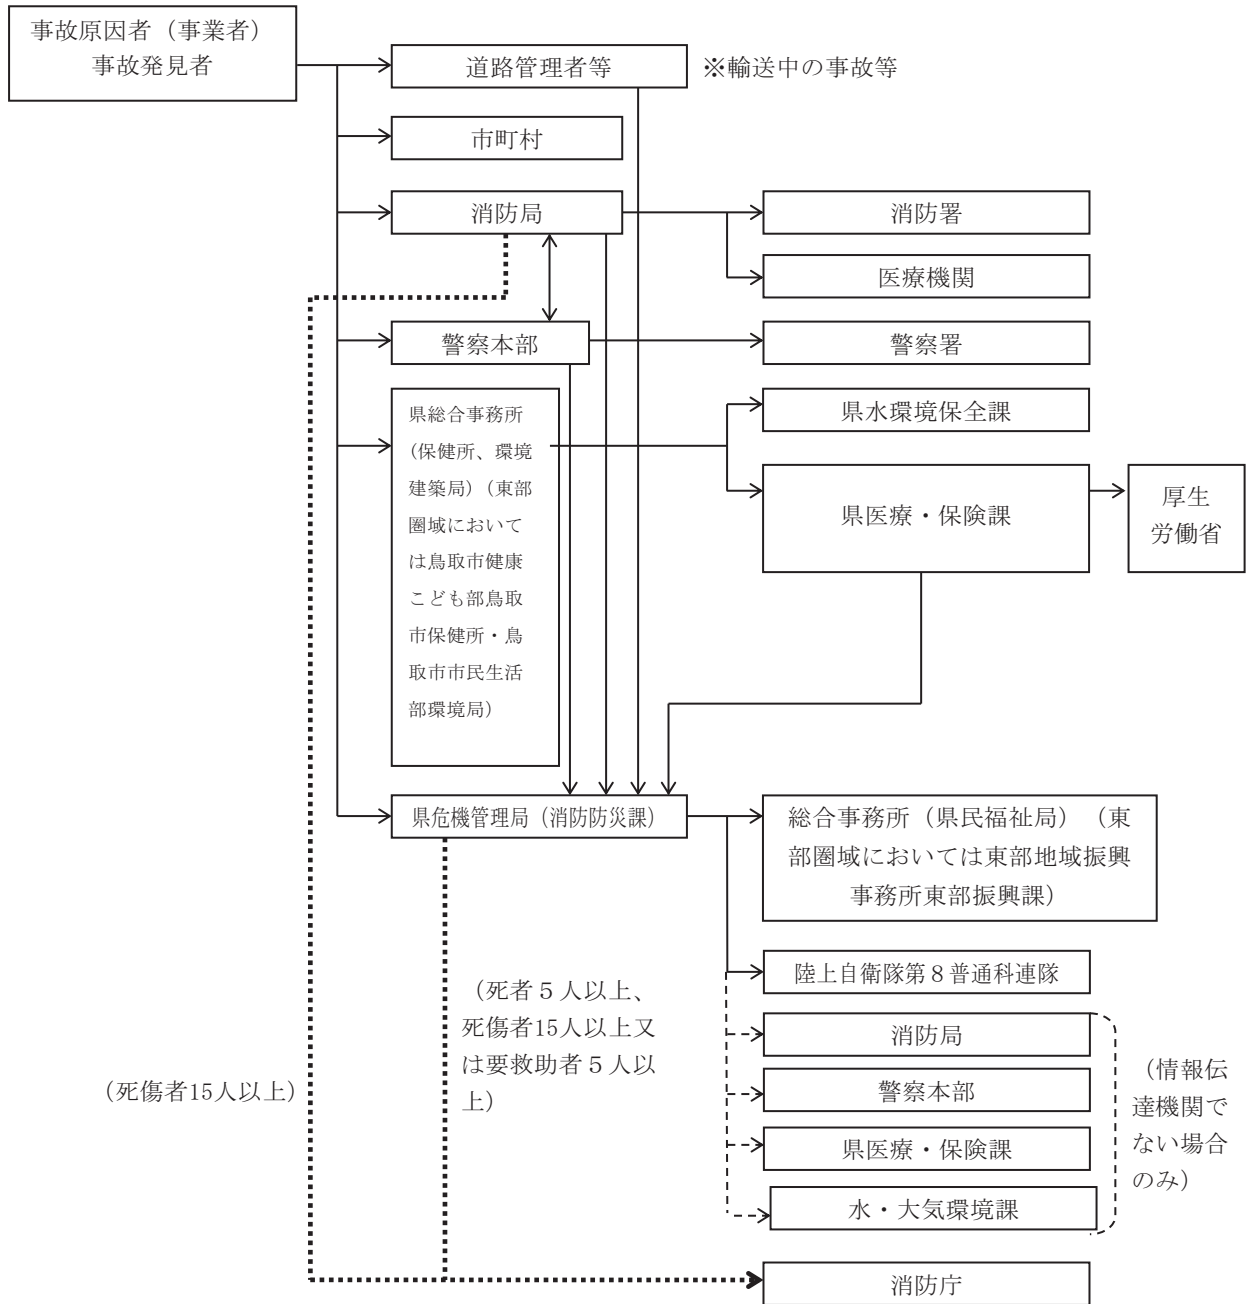 事故原因者（事業者）
事故発見者
道路管理者等
※輸送中の事故等
市町村
消防局
消防署
医療機関
警察本部
警察署
県総合事務所
（保健所、環境
建築局）（東部
圏域において
は鳥取市健康
こども部鳥取
市保健所・鳥
取市市民生活
部環境局）
県水環境保全課
県医療・保険課
厚生
労働省
県危機管理局（消防防災課）
総合事務所（県民福祉局）（東
部圏域においては東部地域振興
事務所東部振興課）
陸上自衛隊第８普通科連隊
（死者５人以上、
死傷者15人以上又
は要救助者５人以
上）
（死傷者15人以上）
消防局
警察本部
県医療・保険課
水・大気環境課
（情報伝
達機関で
ない場合
のみ）
消防庁